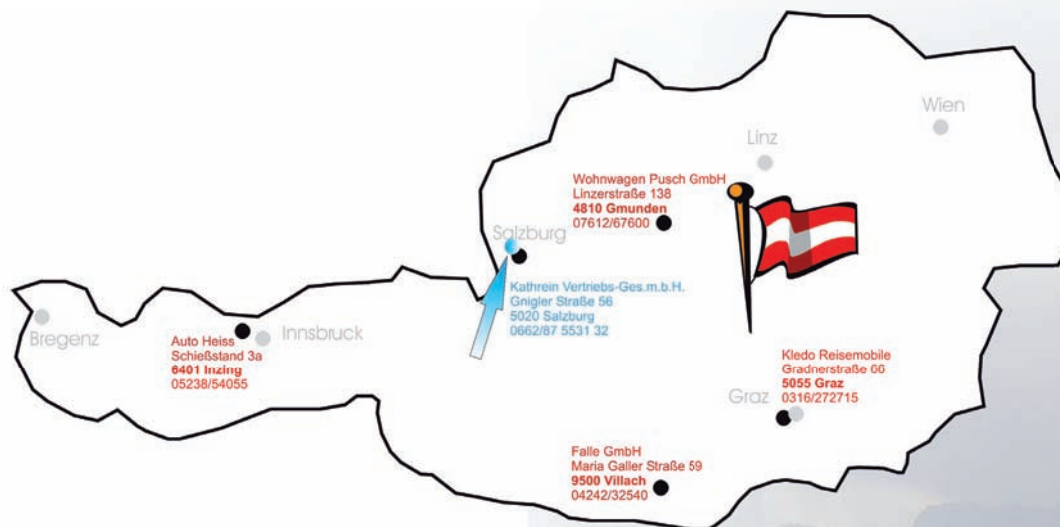 Wien
Linz
Wohnwagen Pusch GmbH
Linzerstraße 138
4810 Gmunden
07612/67600
Salzburg
Kathrein Vertriebs-Ges.m.b.H.
Gnigler Straße 56
5020 Salzburg
0662/87 5531 32
Bregenz
Innsbruck
Auto Heiss
Schießstand 3a
6401 Inzing
05238/54055
Kledo Reisemobile
Gradnerstraße 66
5055 Graz
0316/272715
Graz
Falle GmbH
Maria Galler Straße 59
9500 Villach
04242/32540